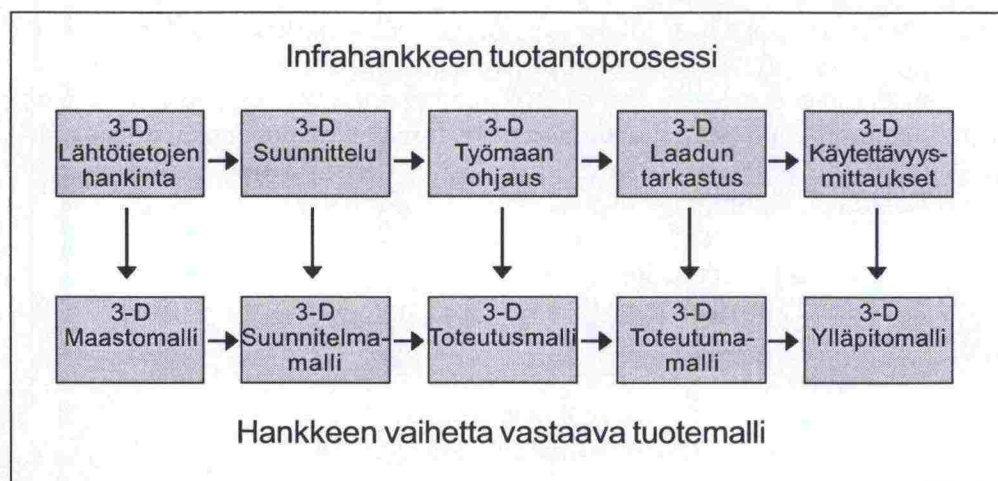 Infrahankkeen tuotantoprosessi
3-D
Lähtötietojen
hankinta
3-D
Suunnittelu
3-D
Työmaan
ohjaus
3-D
Laadun
tarkastus
3-D
Käytettävyys-
mittaukset
3-D
Maastomalli
3-D
Suunnitelma-
malli
3-D
Toteutusmalli
3-D
Toteutuma-
malli
3-D
Ylläpitomalli
Hankkeen vaihetta vastaava tuotemalli